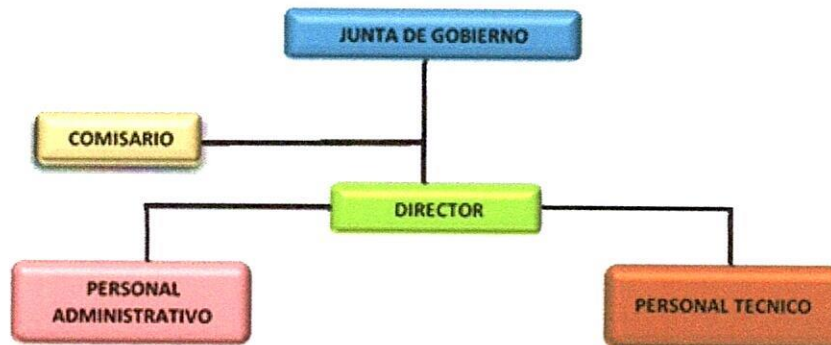 JUNTA DE GOBIERNO
COMISARIO
DIRECTOR
PERSONAL
ADMINISTRATIVO
PERSONAL TECNICO